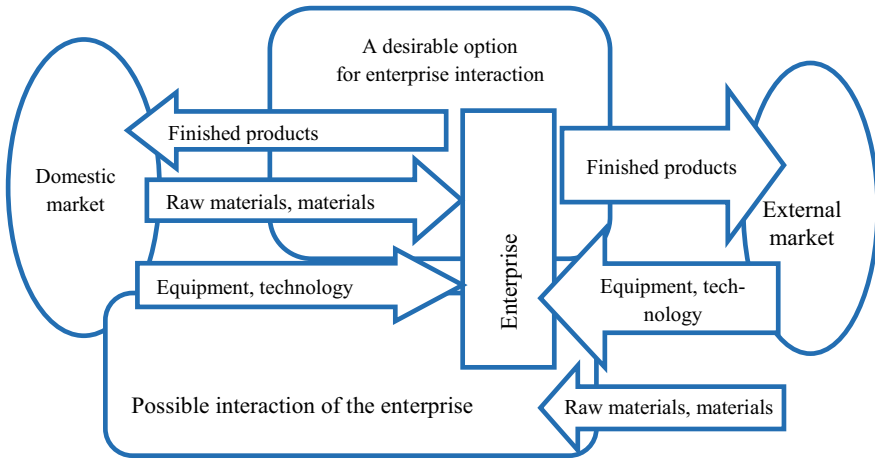 A desirable option
for enterprise interaction
Finished products
Finished products
Domestic
market
Raw materials, materials
External
market
Enterprise
Equipment, technology
Equipment, tech-
nology
Possible interaction of the enterprise
Raw materials, materials